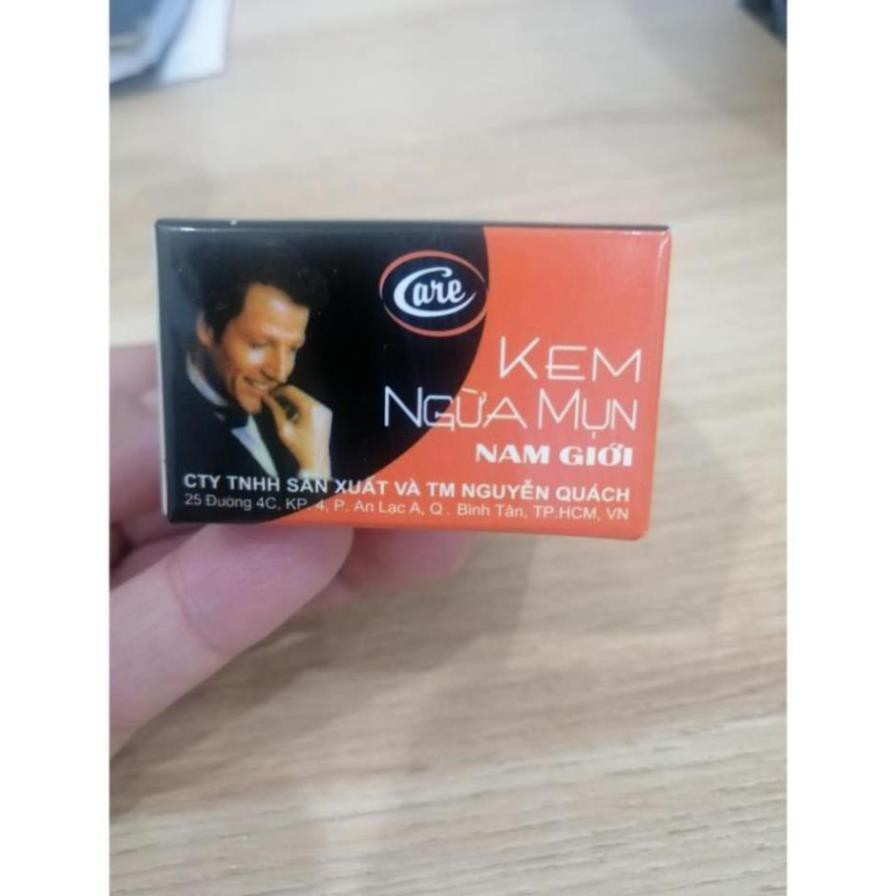 Care
KEM
NGỪA MỤN
NAM GIỚI
CTY TNHH SẢN XUẤT VÀ TM NGUYỄN QUÁCH
25 Đường 4C, KP. 4, P. An Lạc A, Q. Bình Tân, TP.HCM, VN